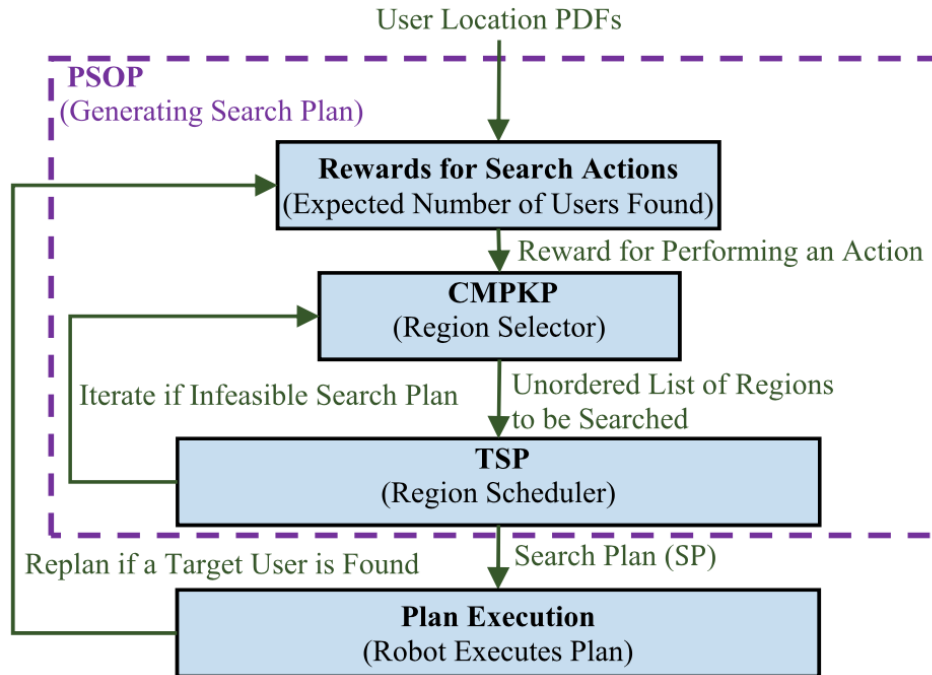 User Location PDFs
PSOP
(Generating Search Plan)
Rewards for Search Actions
(Expected Number of Users Found)
Reward for Performing an Action
CMPKP
(Region Selector)
Iterate if Infeasible Search Plan
Unordered List of Regions
to be Searched
TSP
(Region Scheduler)
Replan if a Target User is Found
Search Plan (SP)
Plan Execution
(Robot Executes Plan)